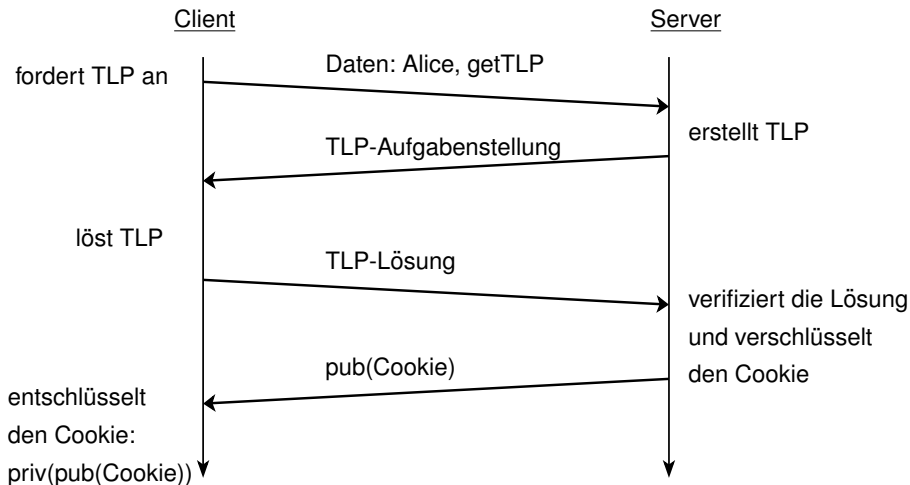 Client
Server
fordert TLP an
Daten: Alice, getTLP
erstellt TLP
TLP-Aufgabenstellung
löst TLP
TLP-Lösung
verifiziert die Lösung
und verschlüsselt
den Cookie
pub(Cookie)
entschlüsselt
den Cookie:
priv(pub(Cookie))